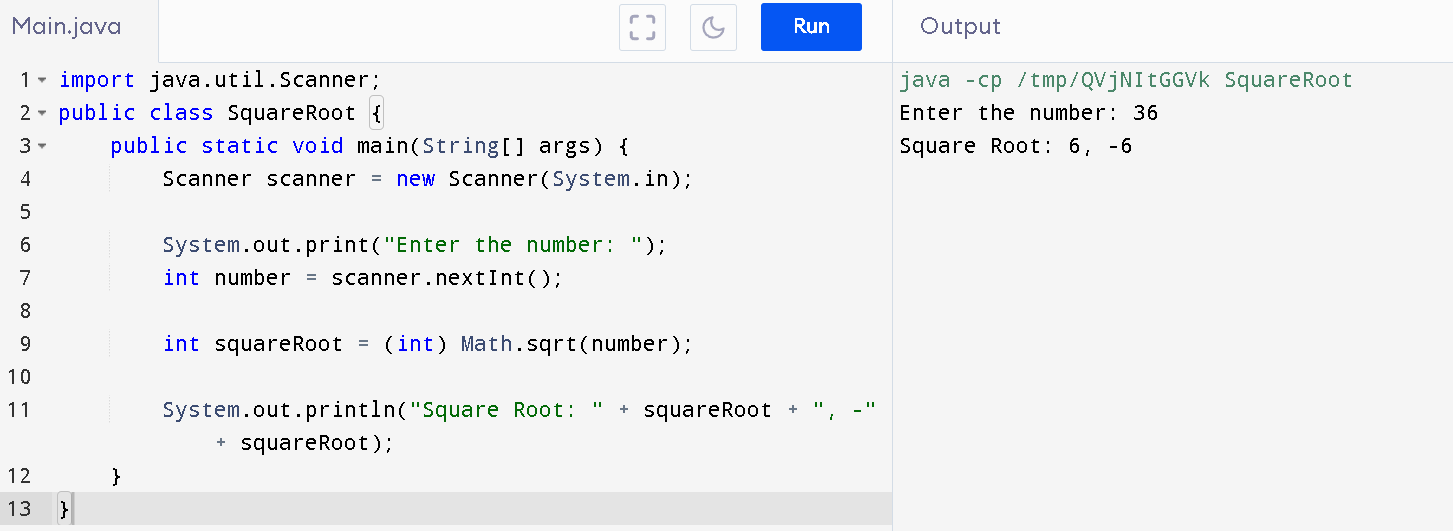 Main.java
Run
Output
1 import java.util.Scanner;
2 public class SquareRoot {
3     public static void main(String[] args) {
4         Scanner scanner = new Scanner(System.in);
5
6         System.out.print("Enter the number: ");
7         int number = scanner.nextInt();
8
9         int squareRoot = (int) Math.sqrt(number);
10
11         System.out.println("Square Root: " + squareRoot + ", -"
            + squareRoot);
12     }
13 }
java -cp /tmp/QVjNItGGVk SquareRoot
Enter the number: 36
Square Root: 6, -6